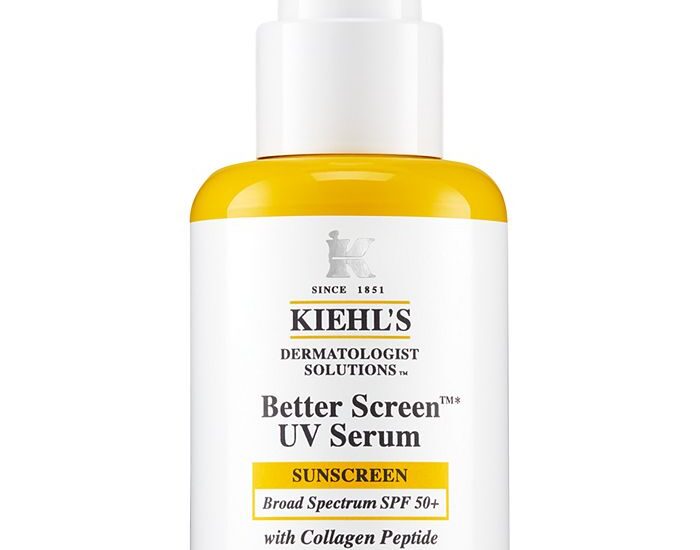 SINCE 1851
KIEHL'S
DERMATOLOGIST
SOLUTIONS™
Better Screen™*
UV Serum
SUNSCREEN
Broad Spectrum SPF 50+
with Collagen Peptide